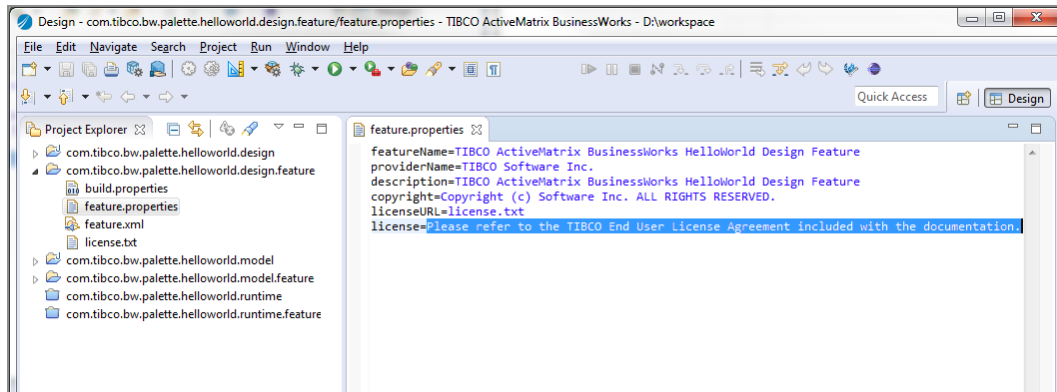 Design - com.tibco.bw.palette.helloworld.design.feature/feature.properties - TIBCO ActiveMatrix BusinessWorks - D:\workspace
File Edit Navigate Search Project Run Window Help
Quick Access
Design
Project Explorer
feature.properties
com.tibco.bw.palette.helloworld.design
com.tibco.bw.palette.helloworld.design.feature
build.properties
feature.properties
feature.xml
license.txt
com.tibco.bw.palette.helloworld.model
com.tibco.bw.palette.helloworld.model.feature
com.tibco.bw.palette.helloworld.runtime
com.tibco.bw.palette.helloworld.runtime.feature
featureName=TIBCO ActiveMatrix BusinessWorks HelloWorld Design Feature
providerName=TIBCO Software Inc.
description=TIBCO ActiveMatrix BusinessWorks HelloWorld Design Feature
copyright=Copyright (c) Software Inc. ALL RIGHTS RESERVED.
licenseURL=license.txt
license=Please refer to the TIBCO End User License Agreement included with the documentation.